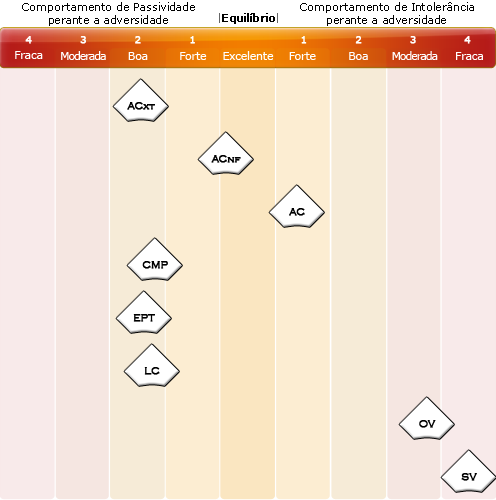 Comportamento de Passividade
perante a adversidade
|Equilíbrio|
Comportamento de Intolerância
perante a adversidade
4 3 2 1 1 2 3 4
Fraca Moderada Boa Forte Excelente Forte Boa Moderada Fraca
ACXT
ACNF
AC
CMP
EPT
LC
OV
SV